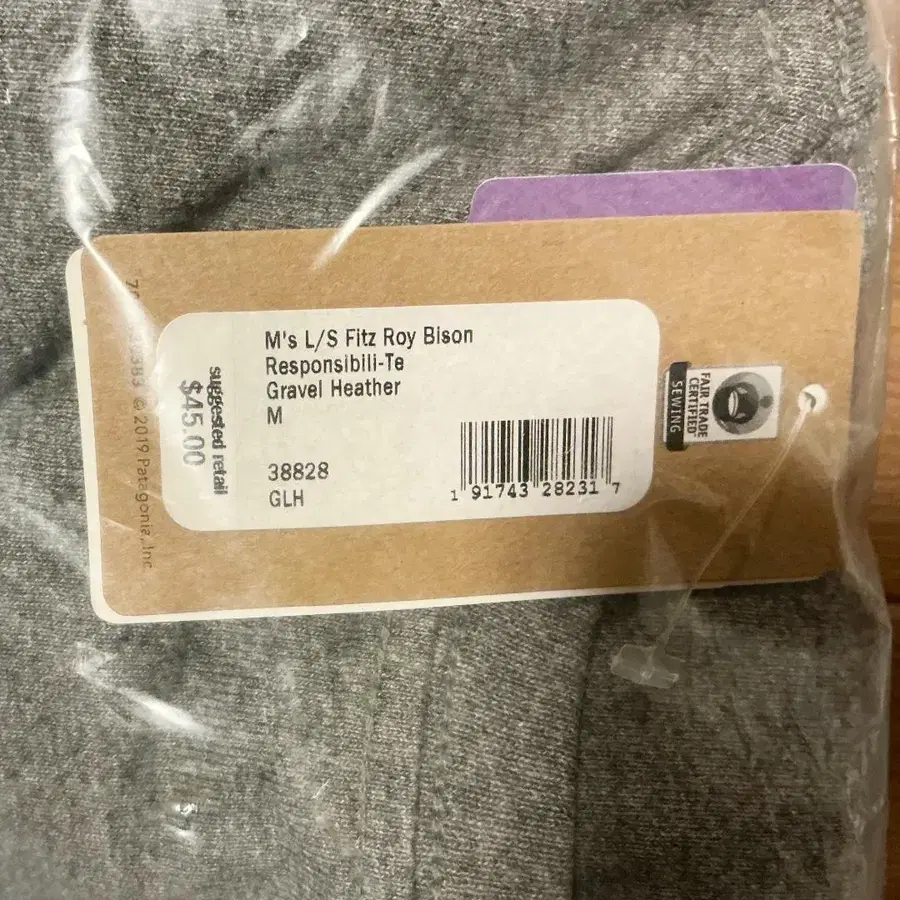 M's L/S Fitz Roy Bison
Responsibili-Te
Gravel Heather
M
38828
GLH
1 91743 28231 7
suggested retail
$45.00
FAIR TRADE
CERTIFIED
SEWING
© 2019 Patagonia, Inc.